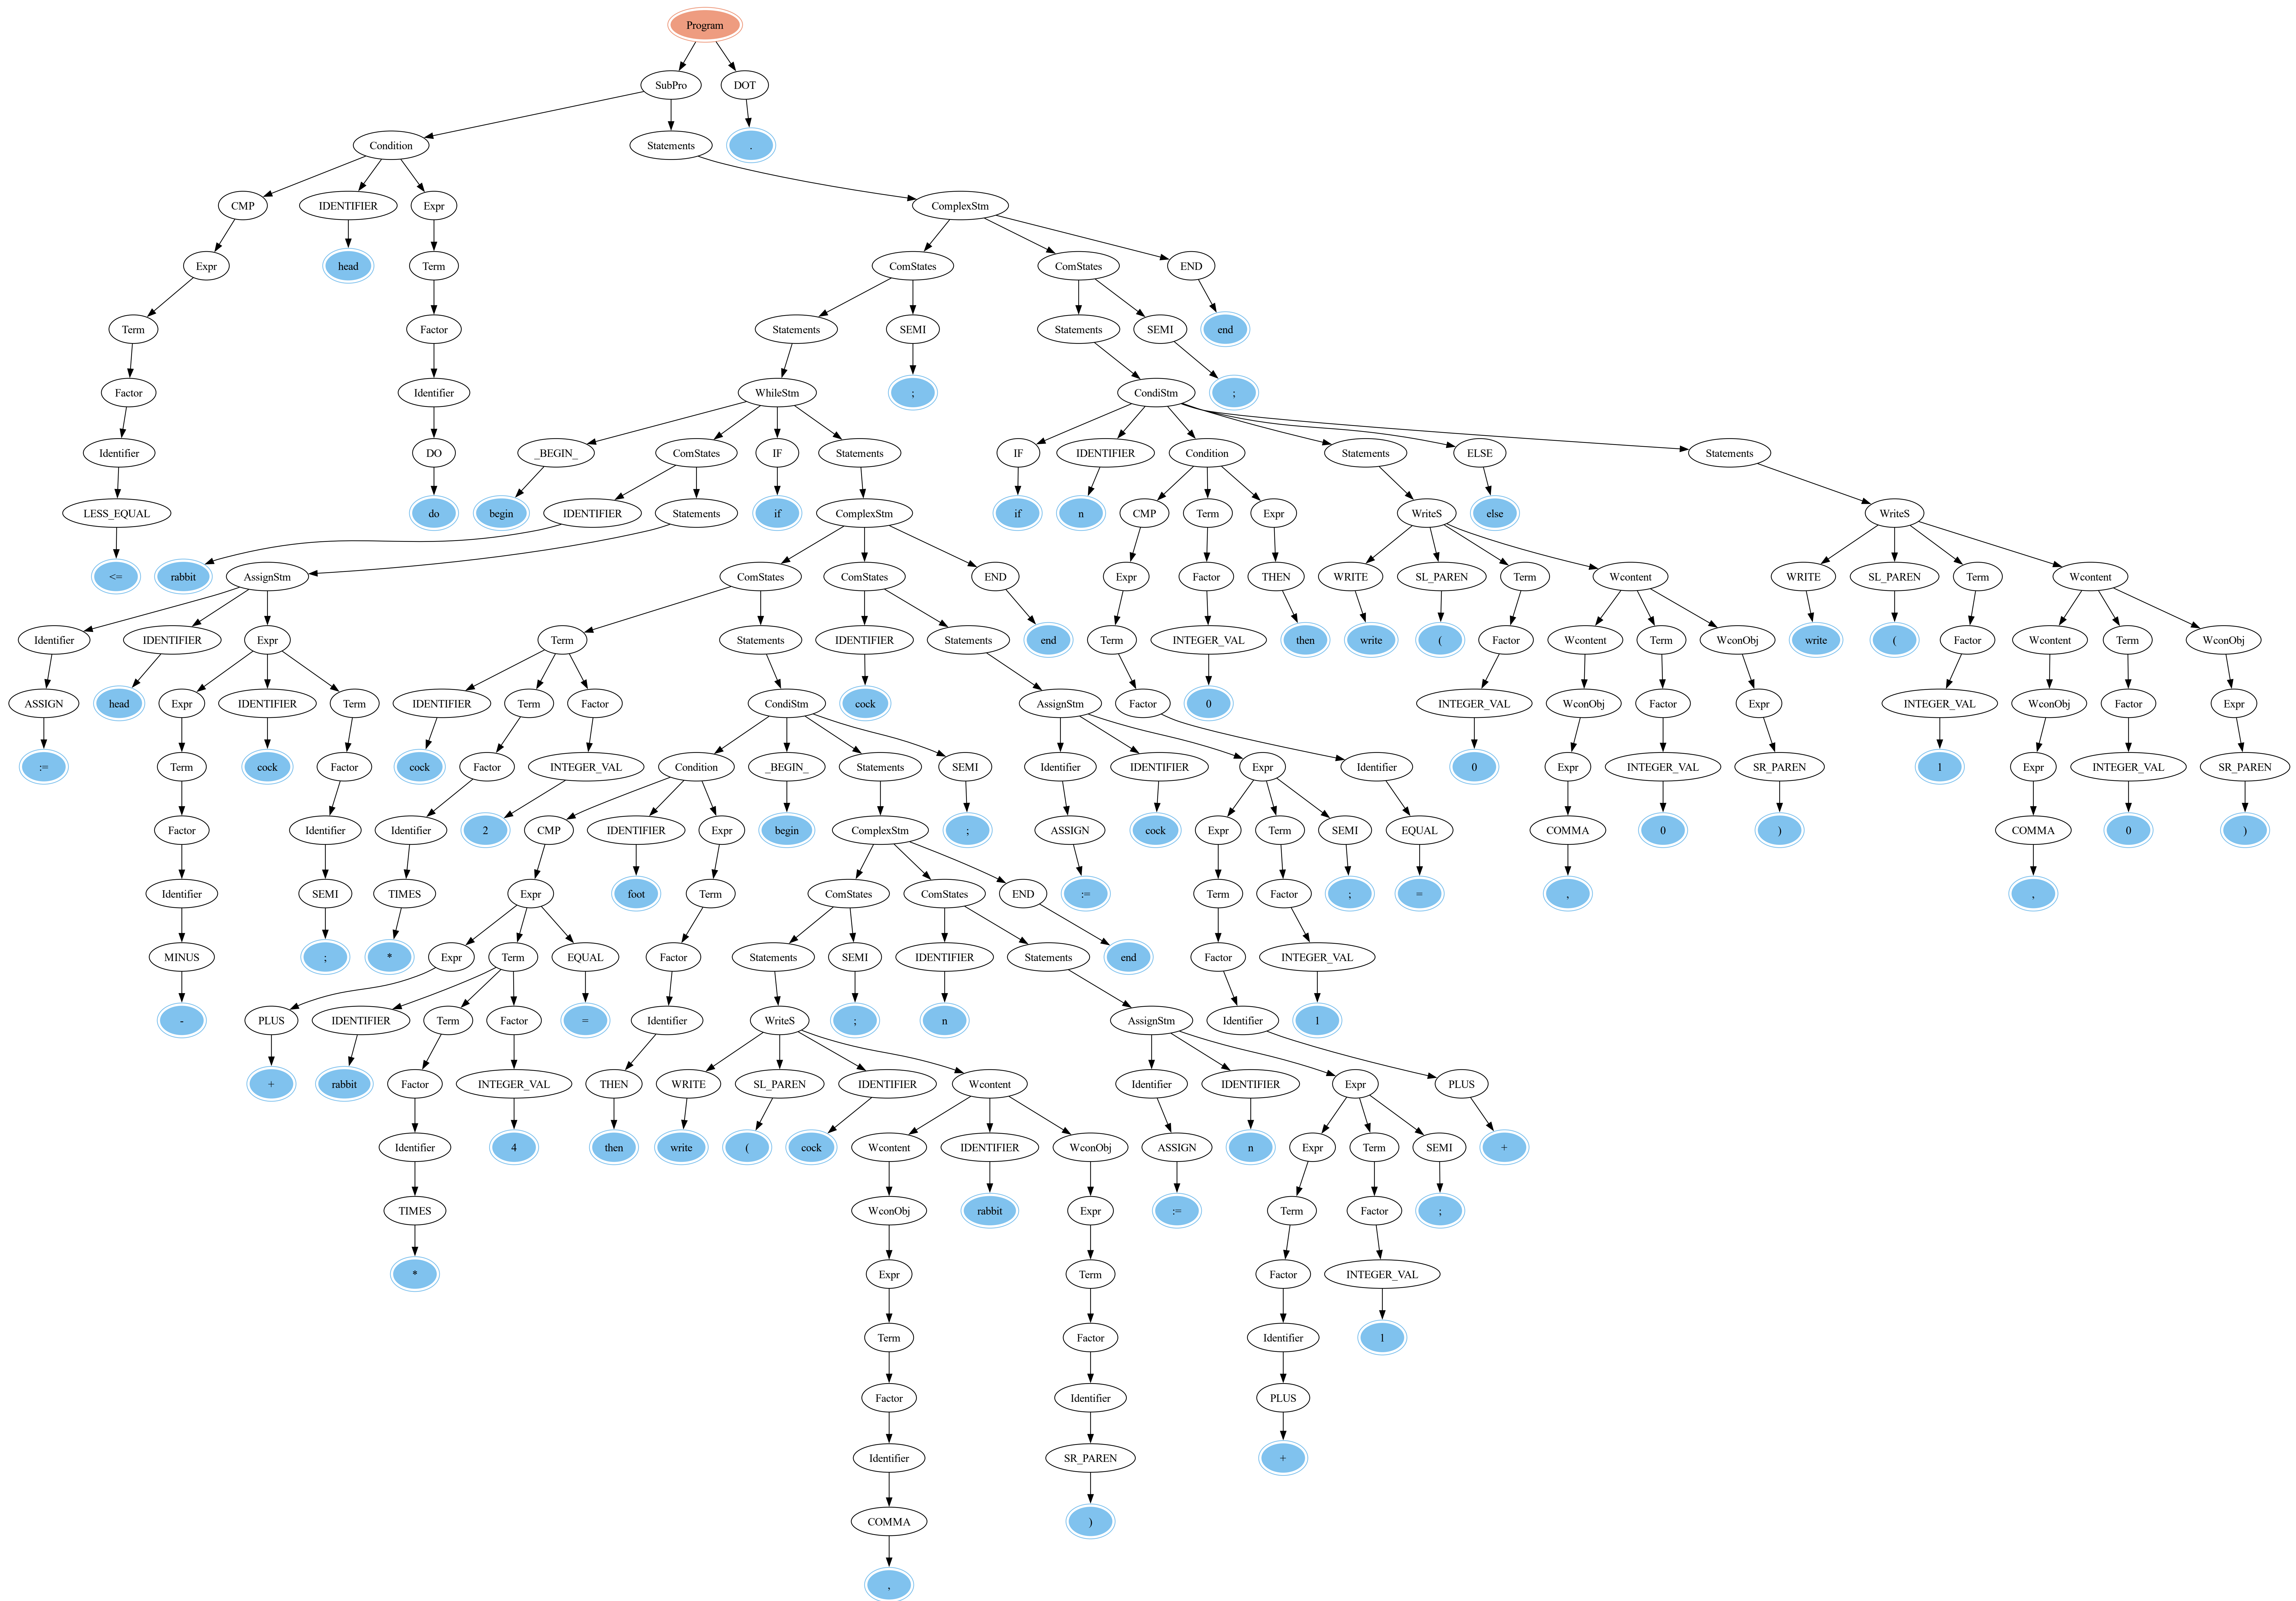 Program
SubPro DOT
Condition Statements .
CMP IDENTIFIER Expr ComplexStm
Expr head Term ComStates ComStates END
Term Factor Statements SEMI Statements SEMI end
Factor Identifier WhileStm ; CondiStm ;
Identifier DO _BEGIN_ ComStates IF Statements IF IDENTIFIER Condition Statements ELSE Statements
LESS_EQUAL do begin IDENTIFIER Statements if ComplexStm if n CMP Term Expr WriteS else WriteS
<= rabbit AssignStm ComStates ComStates END Expr Factor THEN WRITE SL_PAREN Term Wcontent WRITE SL_PAREN Term Wcontent
Identifier IDENTIFIER Expr Term Statements IDENTIFIER Statements end Term INTEGER_VAL then write ( Factor Wcontent Term WconObj write ( Factor Wcontent Term WconObj
ASSIGN head Expr IDENTIFIER Term IDENTIFIER Term Factor CondiStm cock AssignStm Factor 0 INTEGER_VAL WconObj Factor Expr INTEGER_VAL WconObj Factor Expr
:= Term cock Factor cock Factor INTEGER_VAL Condition _BEGIN_ Statements SEMI Identifier IDENTIFIER Expr Identifier 0 Expr INTEGER_VAL SR_PAREN 1 Expr INTEGER_VAL SR_PAREN
Factor Identifier Identifier 2 CMP IDENTIFIER Expr begin ComplexStm ; ASSIGN cock Expr Term SEMI EQUAL COMMA 0 ) COMMA 0 )
Identifier SEMI TIMES Expr foot Term ComStates ComStates END := Term Factor ; = , ,
MINUS ; * Expr Term EQUAL Factor Statements SEMI IDENTIFIER Statements end Factor INTEGER_VAL
- PLUS IDENTIFIER Term Factor = Identifier WriteS ; n AssignStm Identifier 1
+ rabbit Factor INTEGER_VAL THEN WRITE SL_PAREN IDENTIFIER Wcontent Identifier IDENTIFIER Expr PLUS
Identifier 4 then write ( cock Wcontent IDENTIFIER WconObj ASSIGN n Expr Term SEMI +
TIMES WconObj rabbit Expr := Term Factor ;
* Expr Term Factor INTEGER_VAL
Term Factor Identifier 1
Factor Identifier PLUS
Identifier SR_PAREN +
COMMA )
,